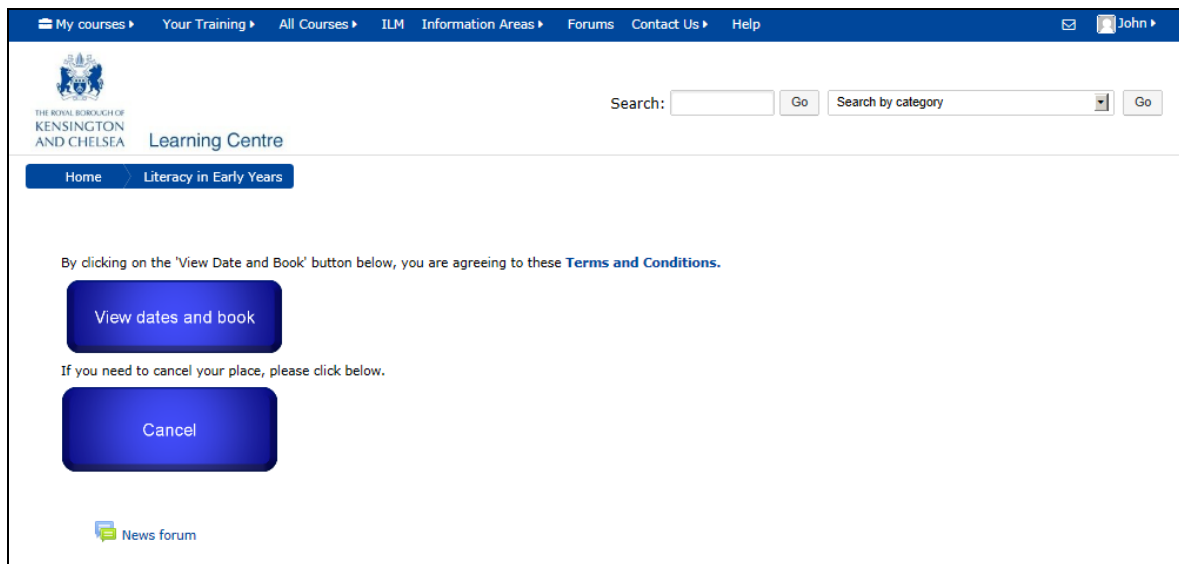 My courses Your Training All Courses ILM Information Areas Forums Contact Us Help John
THE ROYAL BOROUGH OF
KENSINGTON
AND CHELSEA Learning Centre
Search: Go Search by category Go
Home Literacy in Early Years
By clicking on the 'View Date and Book' button below, you are agreeing to these Terms and Conditions.
View dates and book
If you need to cancel your place, please click below.
Cancel
News forum